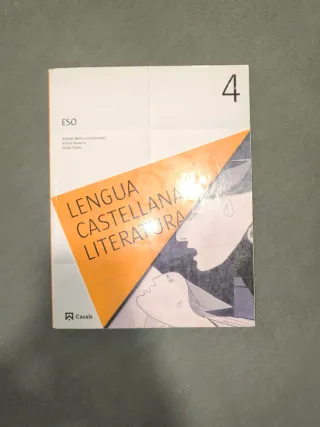 4
ESO
LENGUA
CASTELLANA
LITERATURA
Casals